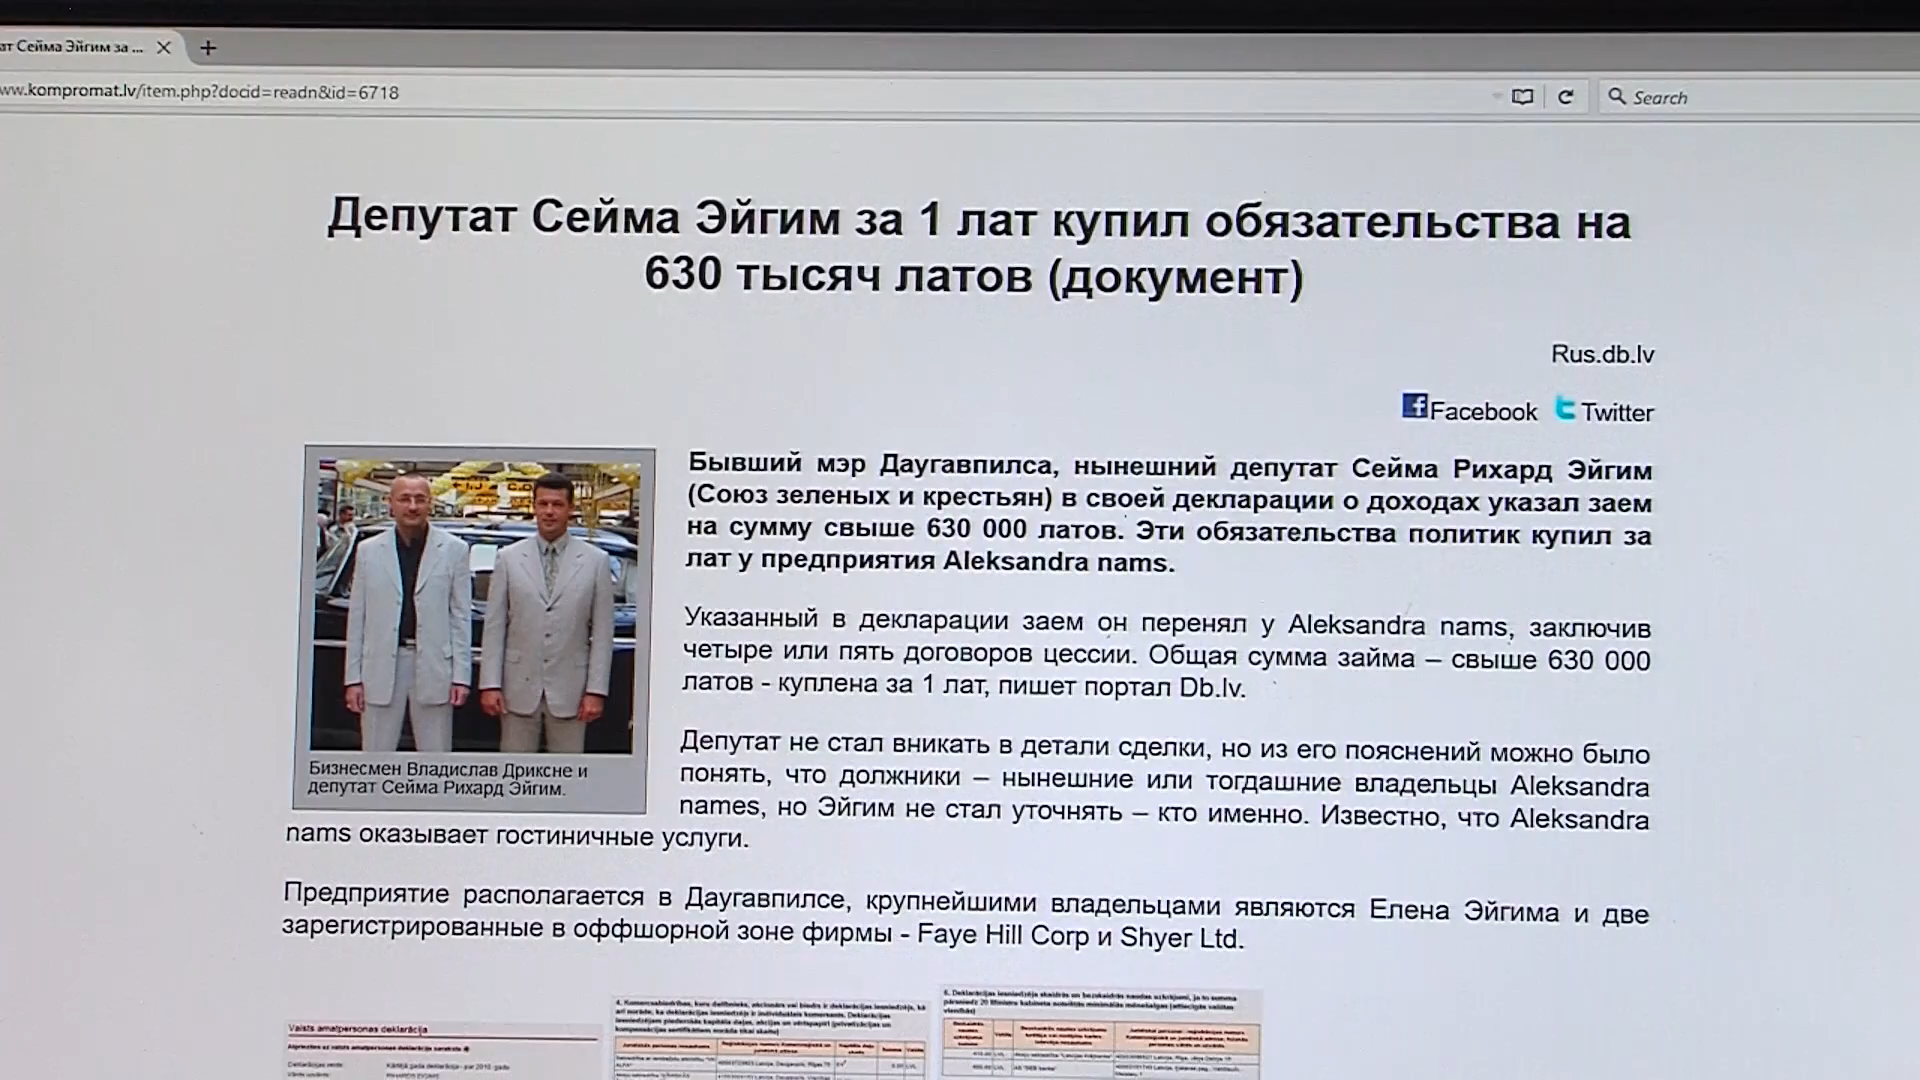 ат Сейма Эйгим за ...
ww.kompromat.lv/item.php?docid=readn&id=6718
Search
Депутат Сейма Эйгим за 1 лат купил обязательства на
630 тысяч латов (документ)
Rus.db.lv
Facebook Twitter
Бывший мэр Даугавпилса, нынешний депутат Сейма Рихард Эйгим
(Союз зеленых и крестьян) в своей декларации о доходах указал заем
на сумму свыше 630 000 латов. Эти обязательства политик купил за
лат у предприятия Aleksandra nams.
Бизнесмен Владислав Дриксне и
депутат Сейма Рихард Эйгим.
Указанный в декларации заем он перенял у Aleksandra nams, заключив
четыре или пять договоров цессии. Общая сумма займа – свыше 630 000
латов - куплена за 1 лат, пишет портал Db.lv.
Депутат не стал вникать в детали сделки, но из его пояснений можно было
понять, что должники – нынешние или тогдашние владельцы Aleksandra
names, но Эйгим не стал уточнять – кто именно. Известно, что Aleksandra
nams оказывает гостиничные услуги.
Предприятие располагается в Даугавпилсе, крупнейшими владельцами являются Елена Эйгима и две
зарегистрированные в оффшорной зоне фирмы - Faye Hill Corp и Shyer Ltd.
Valsts amatpersonas deklarācija